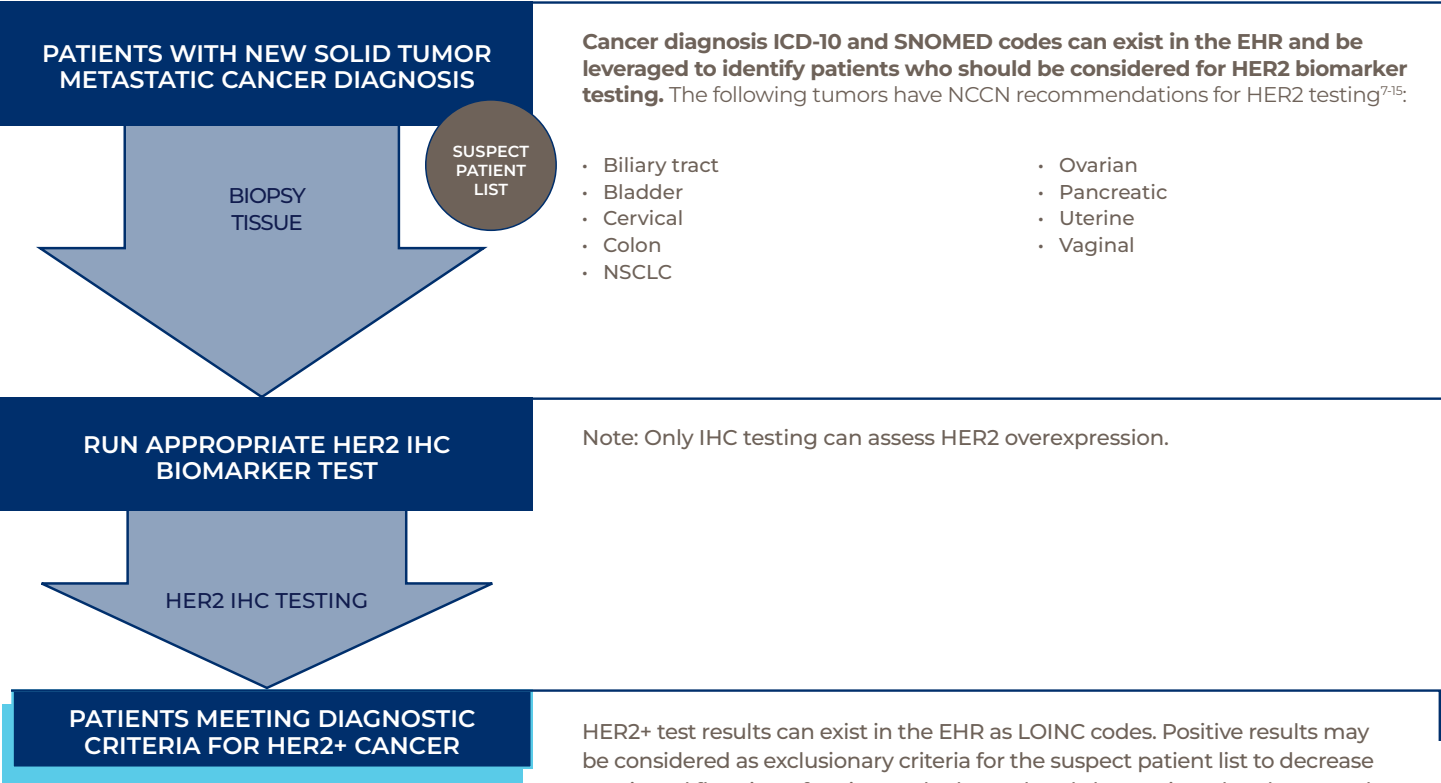 PATIENTS WITH NEW SOLID TUMOR
METASTATIC CANCER DIAGNOSIS
SUSPECT
PATIENT
LIST
BIOPSY
TISSUE
Cancer diagnosis ICD-10 and SNOMED codes can exist in the EHR and be
leveraged to identify patients who should be considered for HER2 biomarker
testing. The following tumors have NCCN recommendations for HER2 testing7-15:
• Biliary tract
• Bladder
• Cervical
• Colon
• NSCLC
• Ovarian
• Pancreatic
• Uterine
• Vaginal
RUN APPROPRIATE HER2 IHC
BIOMARKER TEST
Note: Only IHC testing can assess HER2 overexpression.
HER2 IHC TESTING
PATIENTS MEETING DIAGNOSTIC
CRITERIA FOR HER2+ CANCER
HER2+ test results can exist in the EHR as LOINC codes. Positive results may
be considered as exclusionary criteria for the suspect patient list to decrease